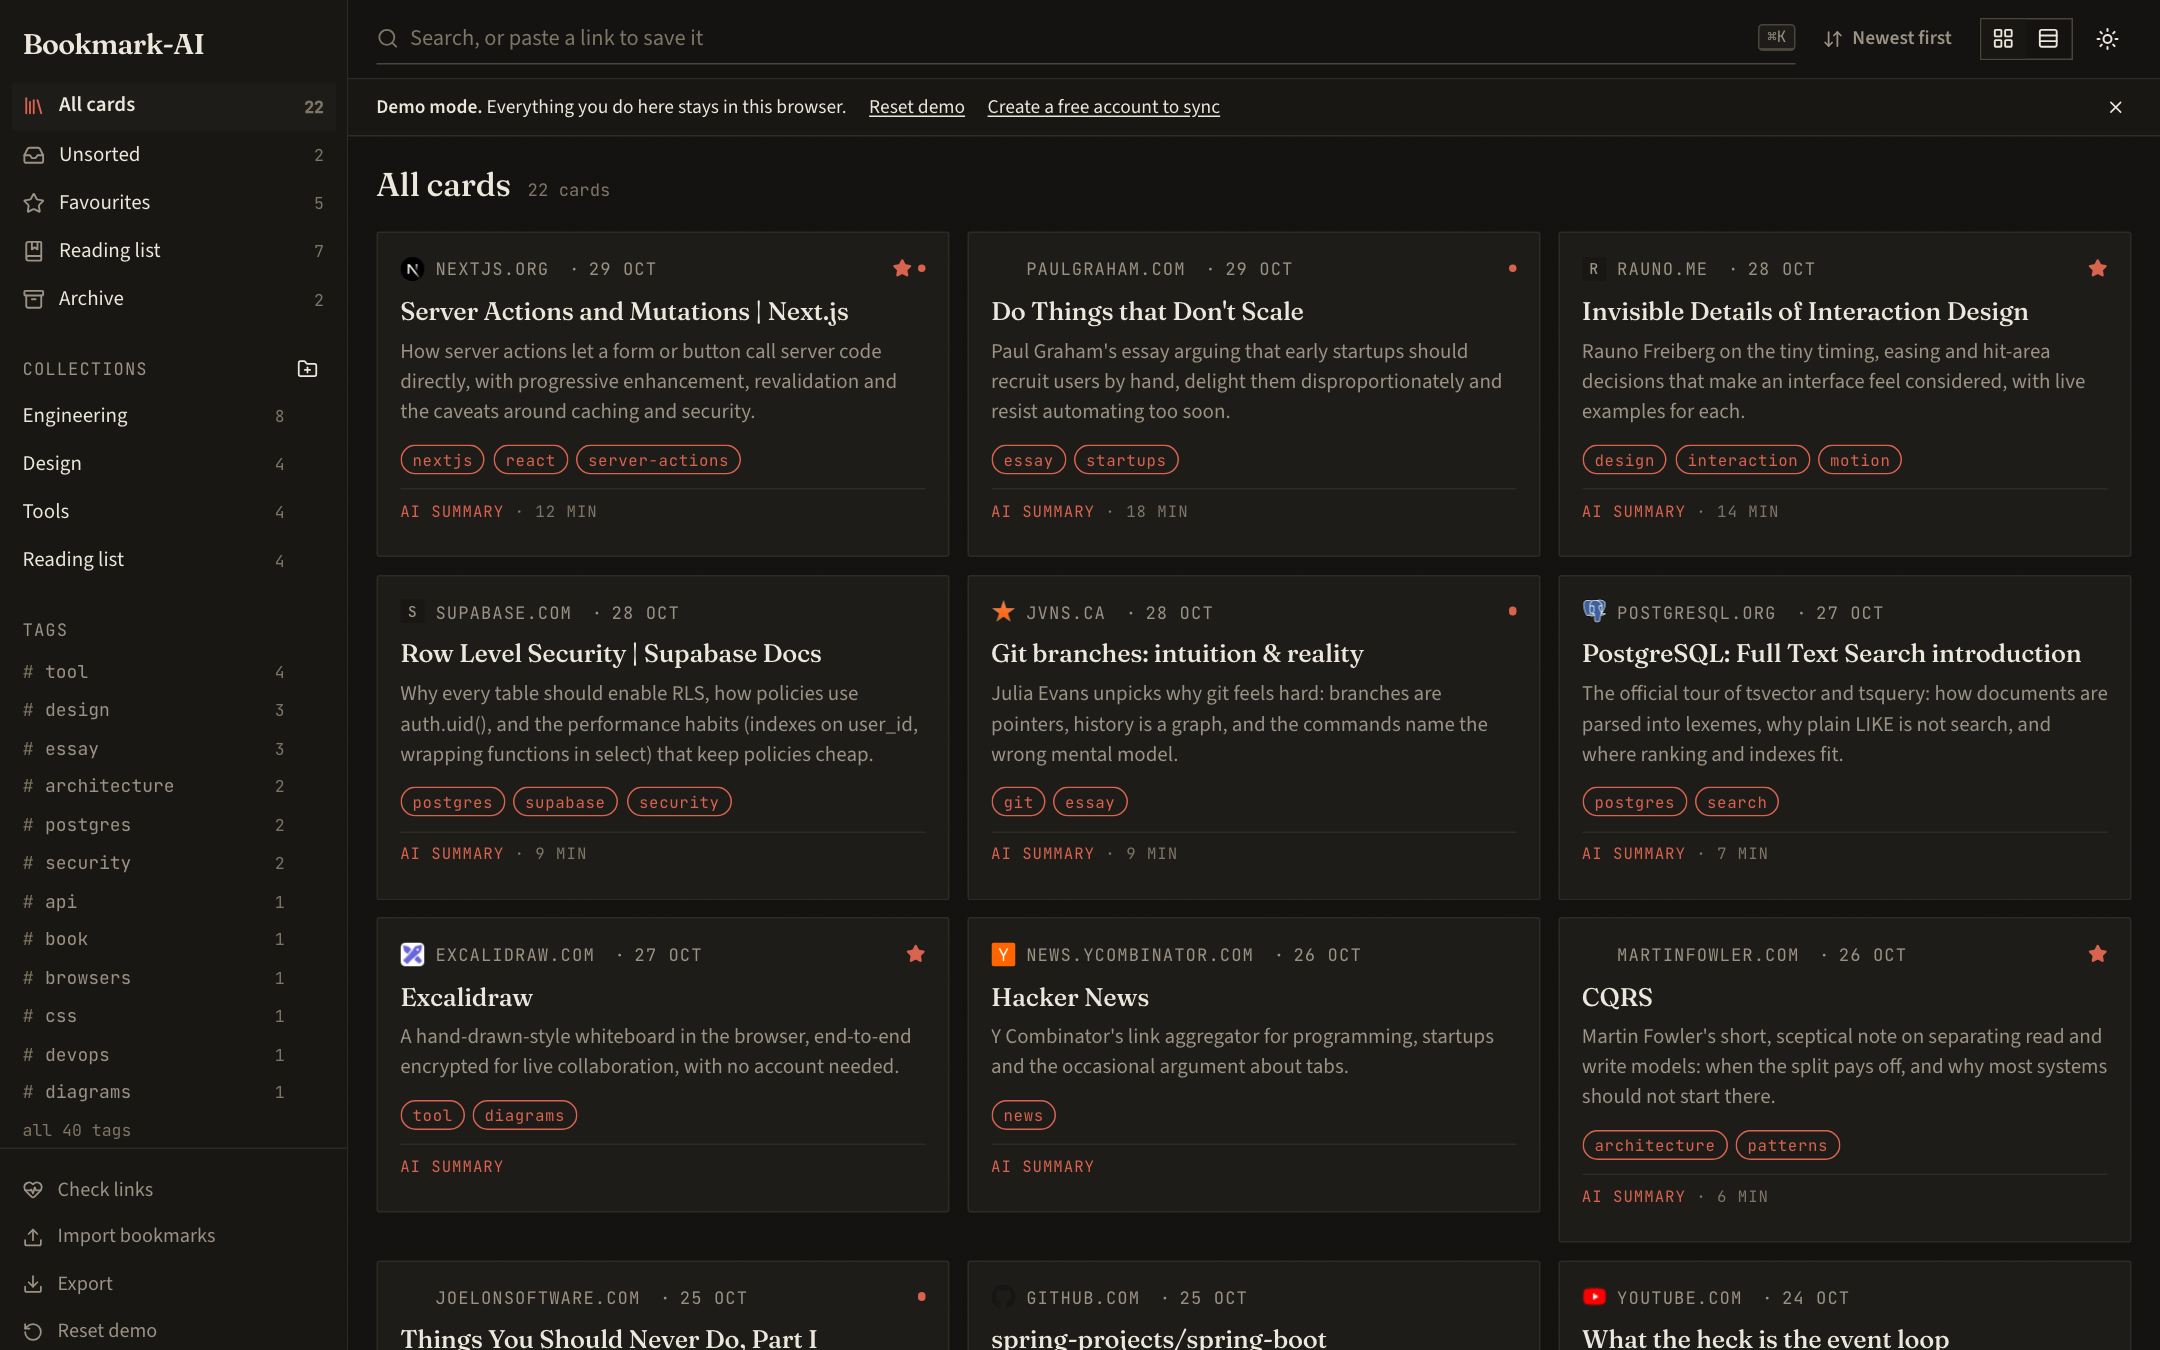 Bookmark-AI
All cards 22
Unsorted 2
Favourites 5
Reading list 7
Archive 2
COLLECTIONS
Engineering 8
Design 4
Tools 4
Reading list 4
TAGS
# tool 4
# design 3
# essay 3
# architecture 2
# postgres 2
# security 2
# api 1
# book 1
# browsers 1
# css 1
# devops 1
# diagrams 1
all 40 tags
Check links
Import bookmarks
Export
Reset demo
Search, or paste a link to save it
⌘K
Newest first
Demo mode. Everything you do here stays in this browser. Reset demo Create a free account to sync
All cards 22 cards
N NEXTJS.ORG · 29 OCT
Server Actions and Mutations | Next.js
How server actions let a form or button call server code
directly, with progressive enhancement, revalidation and
the caveats around caching and security.
nextjs react server-actions
AI SUMMARY · 12 MIN
PAULGRAHAM.COM · 29 OCT
Do Things that Don't Scale
Paul Graham's essay arguing that early startups should
recruit users by hand, delight them disproportionately and
resist automating too soon.
essay startups
AI SUMMARY · 18 MIN
R RAUNO.ME · 28 OCT
Invisible Details of Interaction Design
Rauno Freiberg on the tiny timing, easing and hit-area
decisions that make an interface feel considered, with live
examples for each.
design interaction motion
AI SUMMARY · 14 MIN
S SUPABASE.COM · 28 OCT
Row Level Security | Supabase Docs
Why every table should enable RLS, how policies use
auth.uid(), and the performance habits (indexes on user_id,
wrapping functions in select) that keep policies cheap.
postgres supabase security
AI SUMMARY · 9 MIN
JVNS.CA · 28 OCT
Git branches: intuition & reality
Julia Evans unpicks why git feels hard: branches are
pointers, history is a graph, and the commands name the
wrong mental model.
git essay
AI SUMMARY · 9 MIN
POSTGRESQL.ORG · 27 OCT
PostgreSQL: Full Text Search introduction
The official tour of tsvector and tsquery: how documents are
parsed into lexemes, why plain LIKE is not search, and
where ranking and indexes fit.
postgres search
AI SUMMARY · 7 MIN
EXCALIDRAW.COM · 27 OCT
Excalidraw
A hand-drawn-style whiteboard in the browser, end-to-end
encrypted for live collaboration, with no account needed.
tool diagrams
AI SUMMARY
Y NEWS.YCOMBINATOR.COM · 26 OCT
Hacker News
Y Combinator's link aggregator for programming, startups
and the occasional argument about tabs.
news
AI SUMMARY
MARTINFOWLER.COM · 26 OCT
CQRS
Martin Fowler's short, sceptical note on separating read and
write models: when the split pays off, and why most systems
should not start there.
architecture patterns
AI SUMMARY · 6 MIN
JOELONSOFTWARE.COM · 25 OCT
Things You Should Never Do, Part I
GITHUB.COM · 25 OCT
spring-projects/spring-boot
YOUTUBE.COM · 24 OCT
What the heck is the event loop